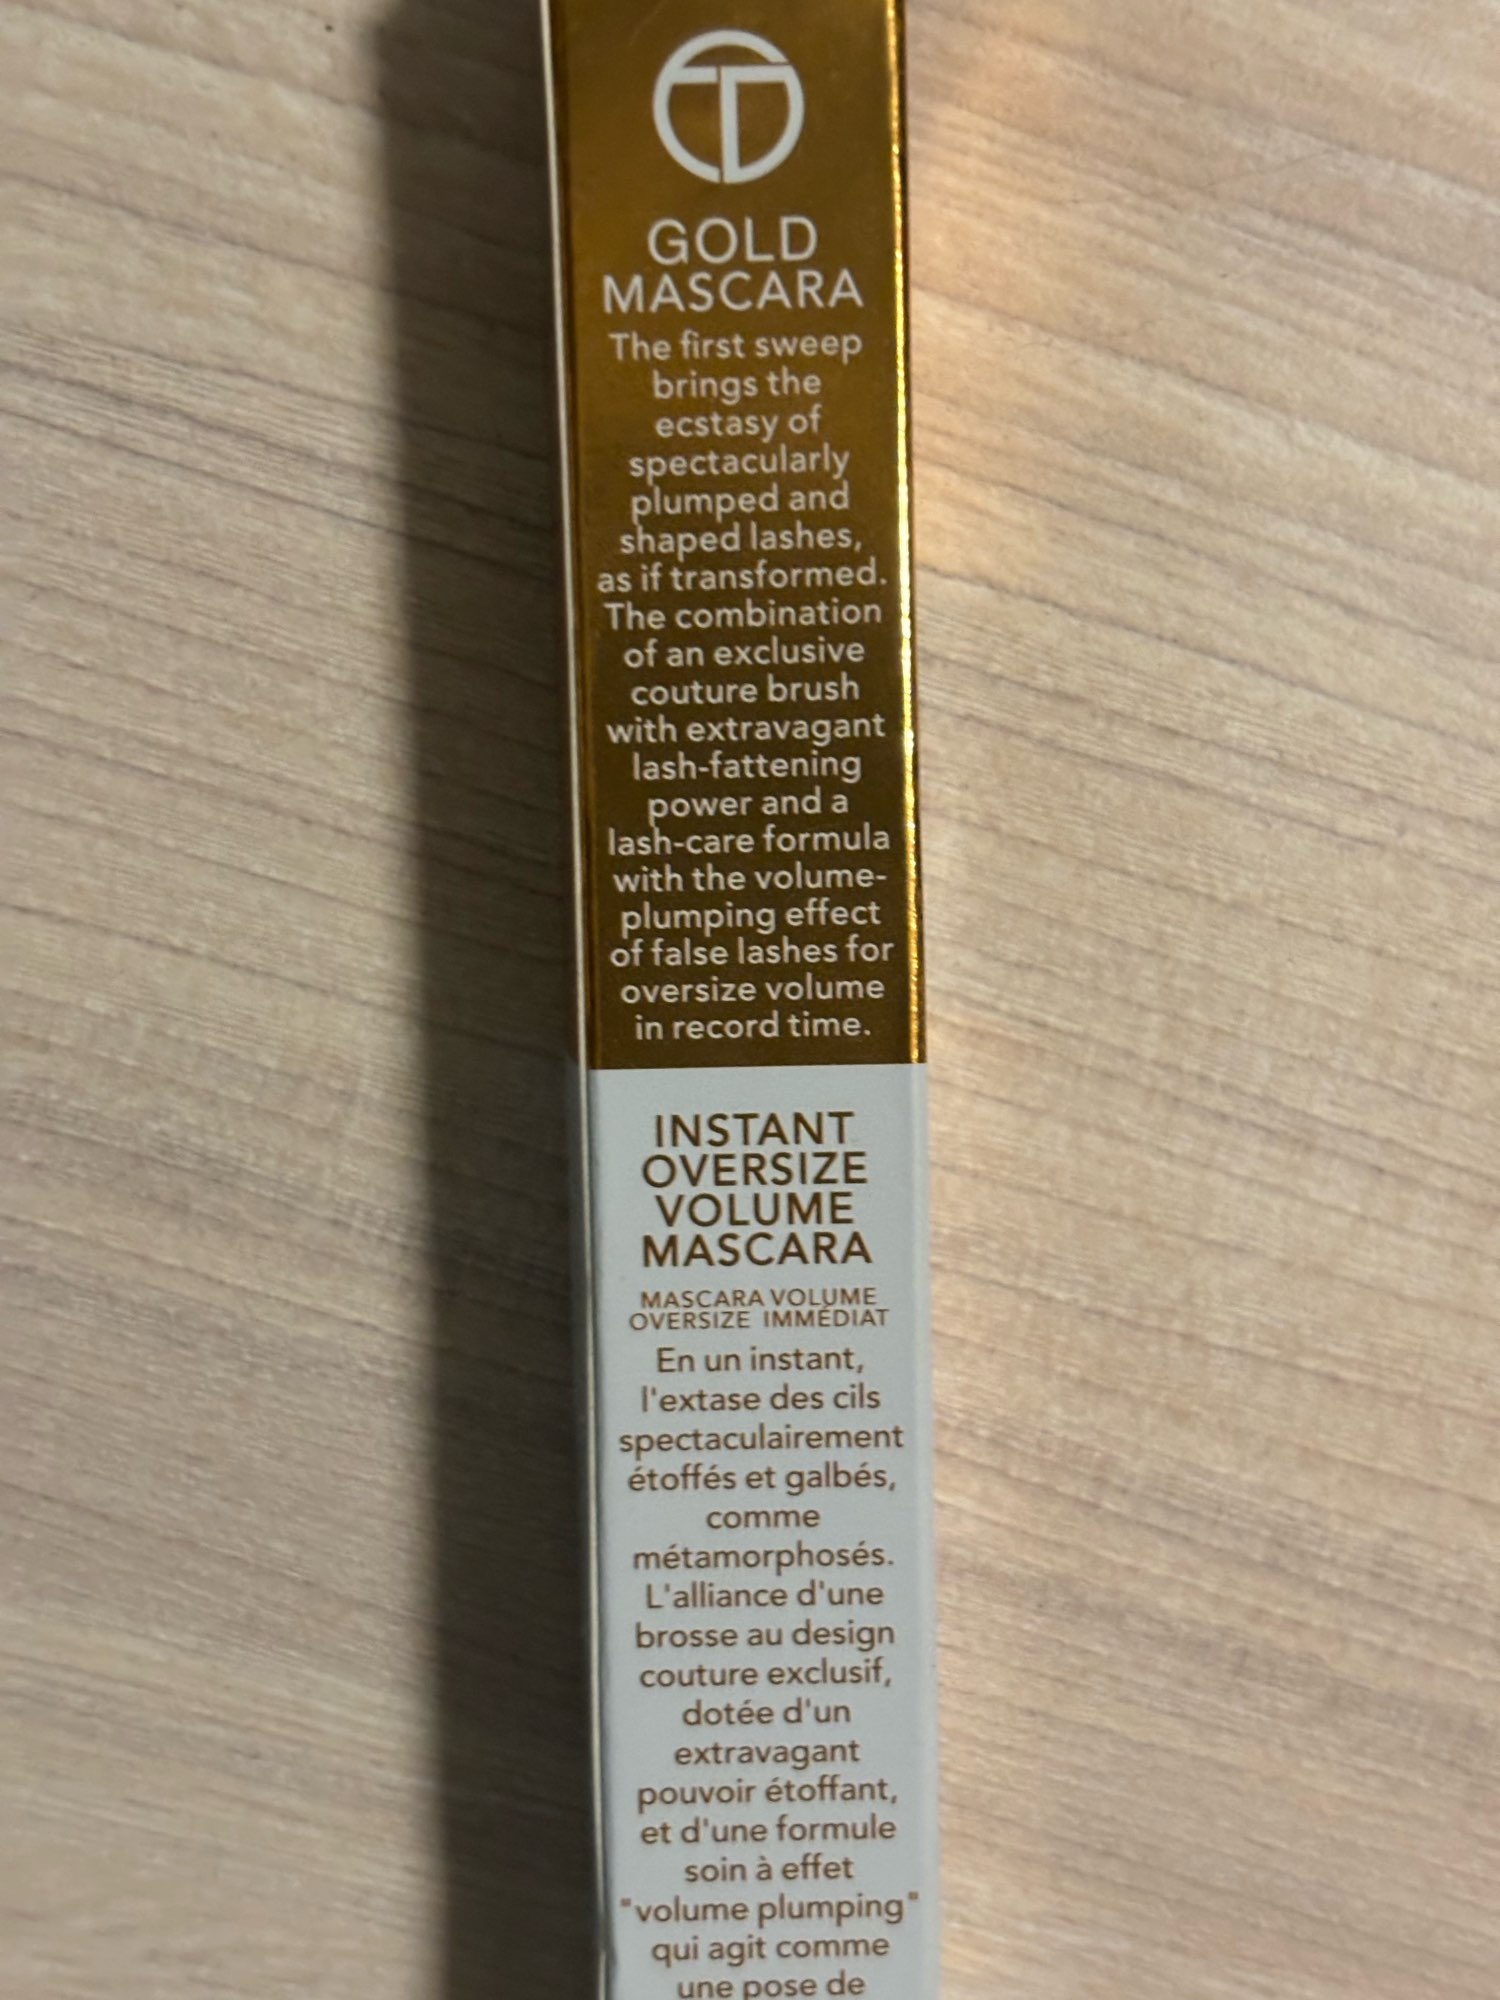 GOLD
MASCARA
The first sweep
brings the
ecstasy of
spectacularly
plumped and
shaped lashes,
as if transformed.
The combination
of an exclusive
couture brush
with extravagant
lash-fattening
power and a
lash-care formula
with the volume-
plumping effect
of false lashes for
oversize volume
in record time.
INSTANT
OVERSIZE
VOLUME
MASCARA
MASCARA VOLUME
OVERSIZE IMMÉDIAT
En un instant,
l'extase des cils
spectaculairement
étoffés et galbés,
comme
métamorphosés.
L'alliance d'une
brosse au design
couture exclusif,
dotée d'un
extravagant
pouvoir étoffant,
et d'une formule
soin à effet
"volume plumping"
qui agit comme
une pose de